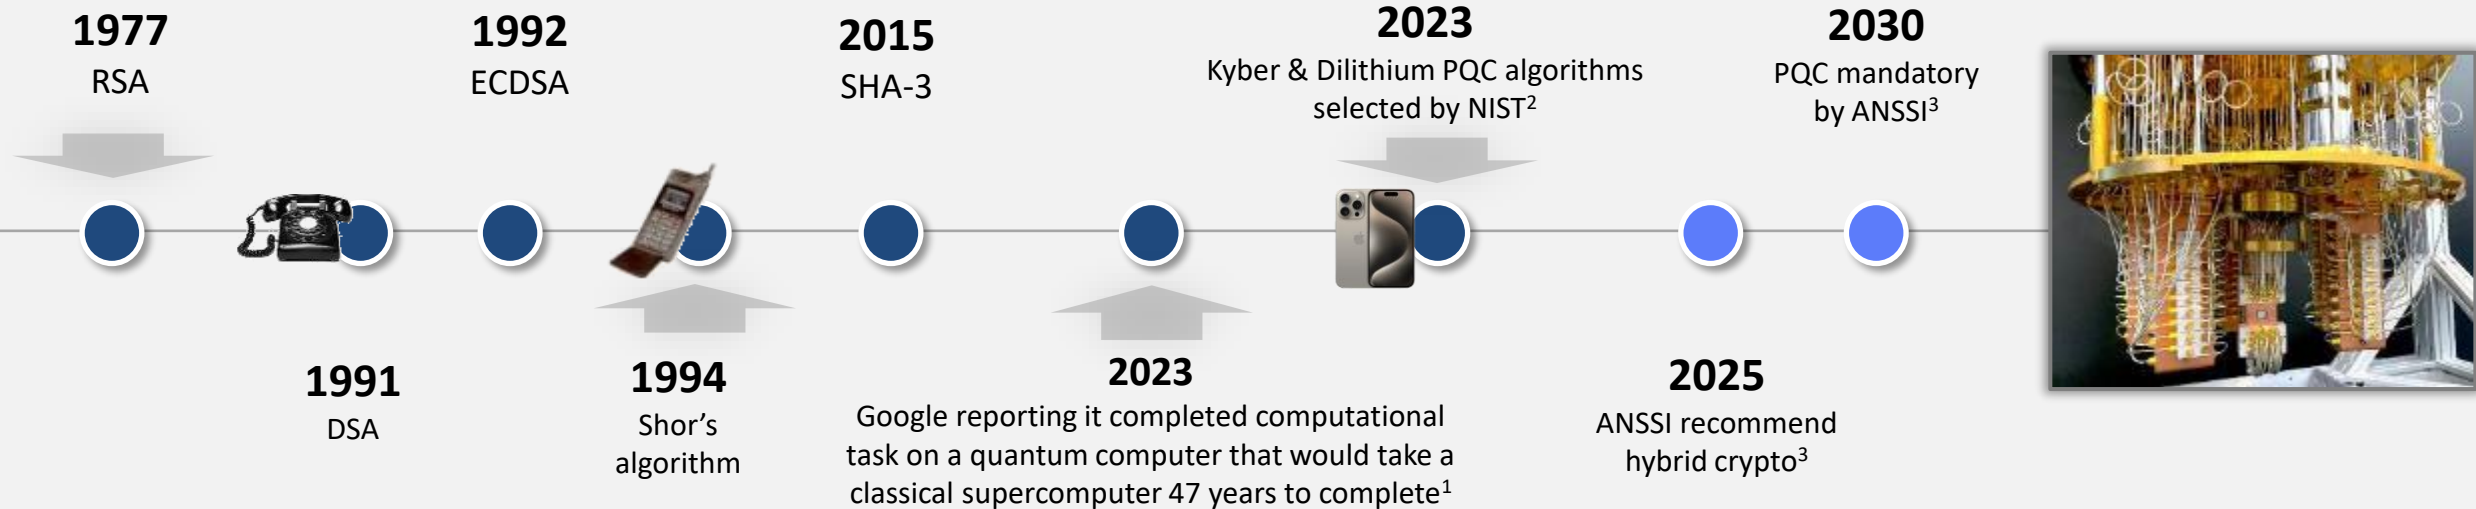 1977
RSA
1991
DSA
1992
ECDSA
1994
Shor’s
algorithm
2015
SHA-3
2023
Google reporting it completed computational
task on a quantum computer that would take a
classical supercomputer 47 years to complete1
2023
Kyber & Dilithium PQC algorithms
selected by NIST2
2025
ANSSI recommend
hybrid crypto3
2030
PQC mandatory
by ANSSI3